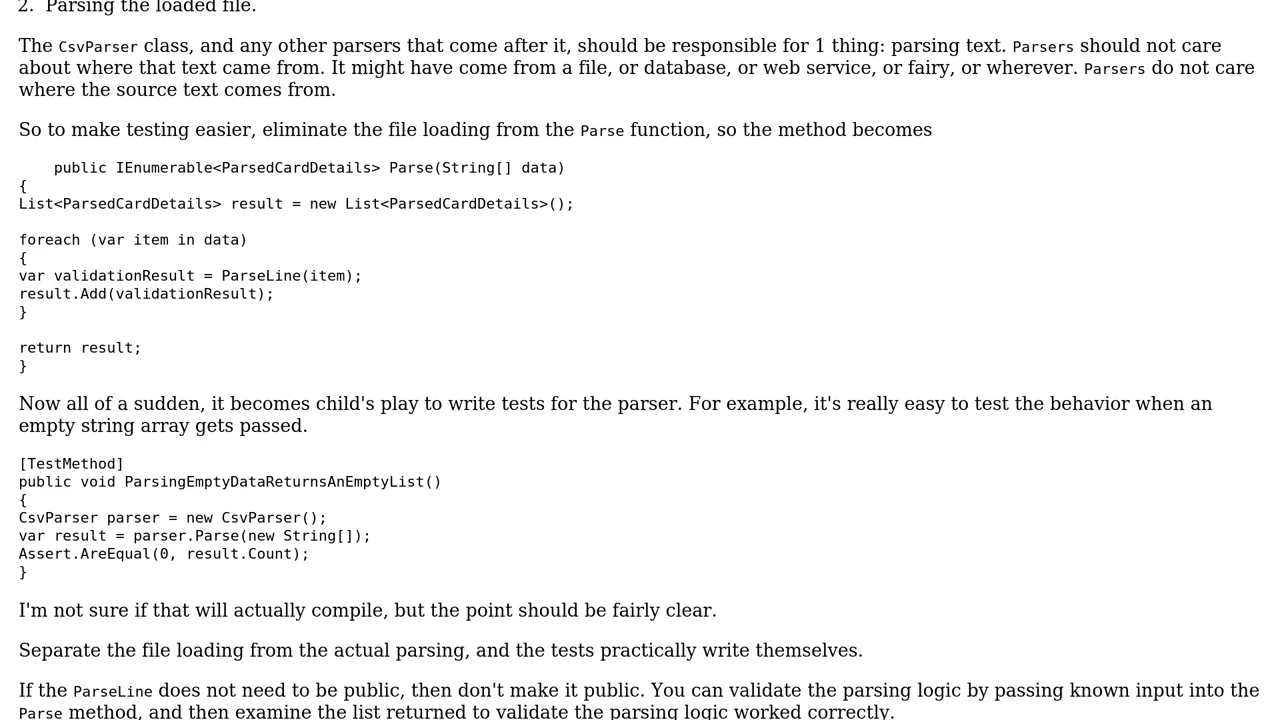 2. Parsing the loaded file.
The CsvParser class, and any other parsers that come after it, should be responsible for 1 thing: parsing text. Parsers should not care
about where that text came from. It might have come from a file, or database, or web service, or fairy, or wherever. Parsers do not care
where the source text comes from.
So to make testing easier, eliminate the file loading from the Parse function, so the method becomes
public IEnumerable<ParsedCardDetails> Parse(String[] data)
{
List<ParsedCardDetails> result = new List<ParsedCardDetails>();
foreach (var item in data)
{
var validationResult = ParseLine(item);
result.Add(validationResult);
}
return result;
}
Now all of a sudden, it becomes child's play to write tests for the parser. For example, it's really easy to test the behavior when an
empty string array gets passed.
[TestMethod]
public void ParsingEmptyDataReturnsAnEmptyList()
{
CsvParser parser = new CsvParser();
var result = parser.Parse(new String[]);
Assert.AreEqual(0, result.Count);
}
I'm not sure if that will actually compile, but the point should be fairly clear.
Separate the file loading from the actual parsing, and the tests practically write themselves.
If the ParseLine does not need to be public, then don't make it public. You can validate the parsing logic by passing known input into the
Parse method, and then examine the list returned to validate the parsing logic worked correctly.